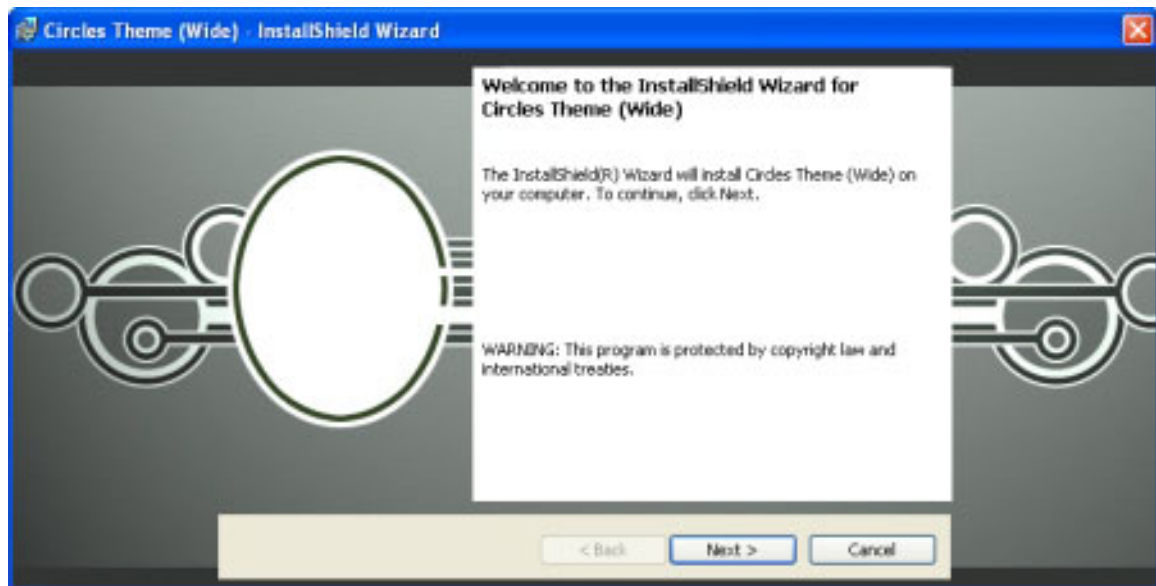 Circles Theme (Wide) - InstallShield Wizard
Welcome to the InstallShield Wizard for
Circles Theme (Wide)
The InstallShield(R) Wizard will install Circles Theme (Wide) on
your computer. To continue, click Next.
WARNING: This program is protected by copyright law and
international treaties.
< Back
Next >
Cancel